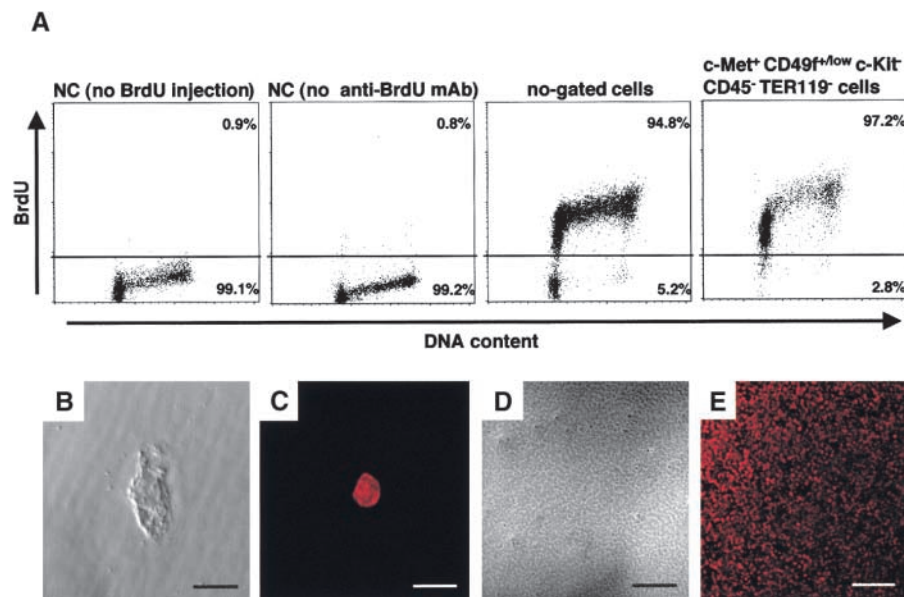 A
NC (no BrdU injection)
NC (no anti-BrdU mAb)
no-gated cells
c-Met⁺ CD49f⁺/ˡᵒʷ c-Kit⁻
CD45⁻ TER119⁻ cells
0.9%
0.8%
94.8%
97.2%
BrdU
99.1%
99.2%
5.2%
2.8%
DNA content
B
C
D
E